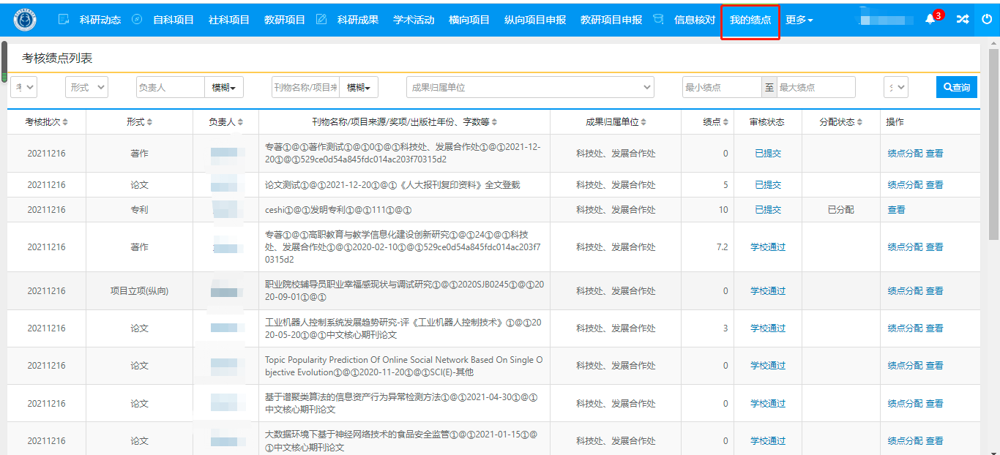 科研动态 自科项目 社科项目 教研项目 科研成果 学术活动 横向项目 纵向项目申报 教研项目申报 信息核对 我的绩点 更多 3
考核绩点列表
形式 负责人 模糊 刊物名称/项目来 模糊 成果归属单位 最小绩点 至 最大绩点 查询
考核批次 形式 负责人 刊物名称/项目来源/奖项/出版社年份、字数等 成果归属单位 绩点 审核状态 分配状态 操作
专著①@①著作测试①@①0①@①科技处、发展合作处①@①2021-12-
20211216 著作 科技处、发展合作处 0 已提交 绩点分配 查看
20①@①529ce0d54a845fdc014ac203f70315d2
20211216 论文 论文测试①@①2021-12-20①@①《人大报刊复印资料》全文登载 科技处、发展合作处 5 已提交 绩点分配 查看
20211216 专利 ceshi①@①发明专利①@①111①@① 科技处、发展合作处 10 已提交 已分配 查看
专著①@①高职教育与教学信息化建设创新研究①@①24①@①科技
20211216 著作 处、发展合作处①@①2020-02-10①@①529ce0d54a845fdc014ac203f7 科技处、发展合作处 7.2 学校通过 绩点分配 查看
0315d2
职业院校辅导员职业幸福感现状与调试研究①@①2020SJB0245①@①20
20211216 项目立项(纵向) 科技处、发展合作处 0 学校通过 绩点分配 查看
20-09-01①@①
工业机器人控制系统发展趋势研究-评《工业机器人控制技术》①@①20
20211216 论文 科技处、发展合作处 3 学校通过 绩点分配 查看
20-05-20①@①中文核心期刊论文
Topic Popularity Prediction Of Online Social Network Based On Single O
20211216 论文 科技处、发展合作处 0 学校通过 绩点分配 查看
bjective Evolution①@①2020-11-20①@①SCI(E)-其他
基于谱聚类算法的信息资产行为异常检测方法①@①2021-04-30①@①
20211216 论文 科技处、发展合作处 0 学校通过 绩点分配 查看
中文核心期刊论文
大数据环境下基于神经网络技术的食品安全监管①@①2021-01-15①@
20211216 论文 科技处、发展合作处 0 学校通过 绩点分配 查看
①中文核心期刊论文